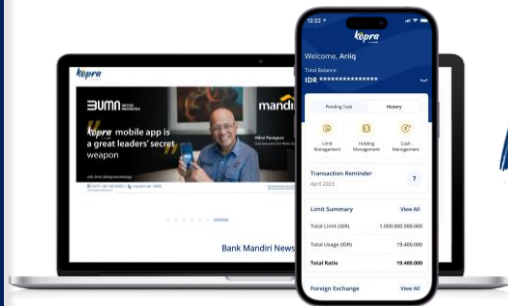 kopra
BUMN
mandiri
kopra mobile app is
a great leaders' secret
weapon
Bank Mandiri News
12:22
kopra
Welcome, Ariiq
Total Balance
IDR ***************
Pending Task
History
Limit
Management
Holding
Management
Cash
Management
Transaction Reminder
April 2023
?
Limit Summary
View All
Total Limit (IDR)
1.000.000.000.000
Total Usage (IDR)
19.400.000
Total Ratio
19.400.000
Foreign Exchange
View All